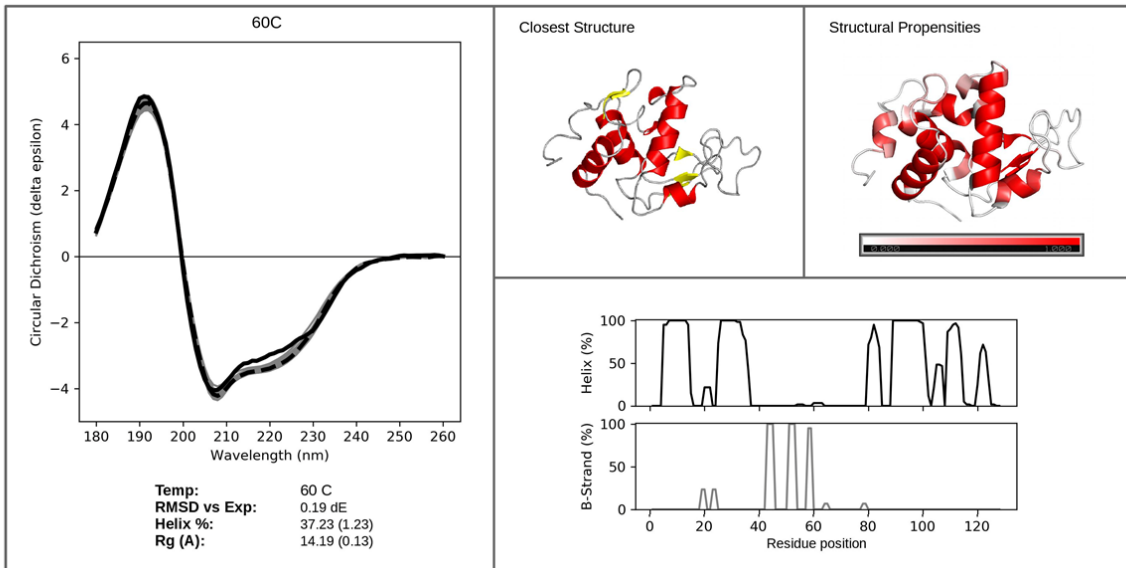 60C
6
4
2
0
−2
−4
Circular Dichroism (delta epsilon)
180 190 200 210 220 230 240 250 260
Wavelength (nm)
Temp: 60 C
RMSD vs Exp: 0.19 dE
Helix %: 37.23 (1.23)
Rg (A): 14.19 (0.13)
Closest Structure
Structural Propensities
0.000 1.000
100
50
0
Helix (%)
100
50
0
B-Strand (%)
0 20 40 60 80 100 120
Residue position